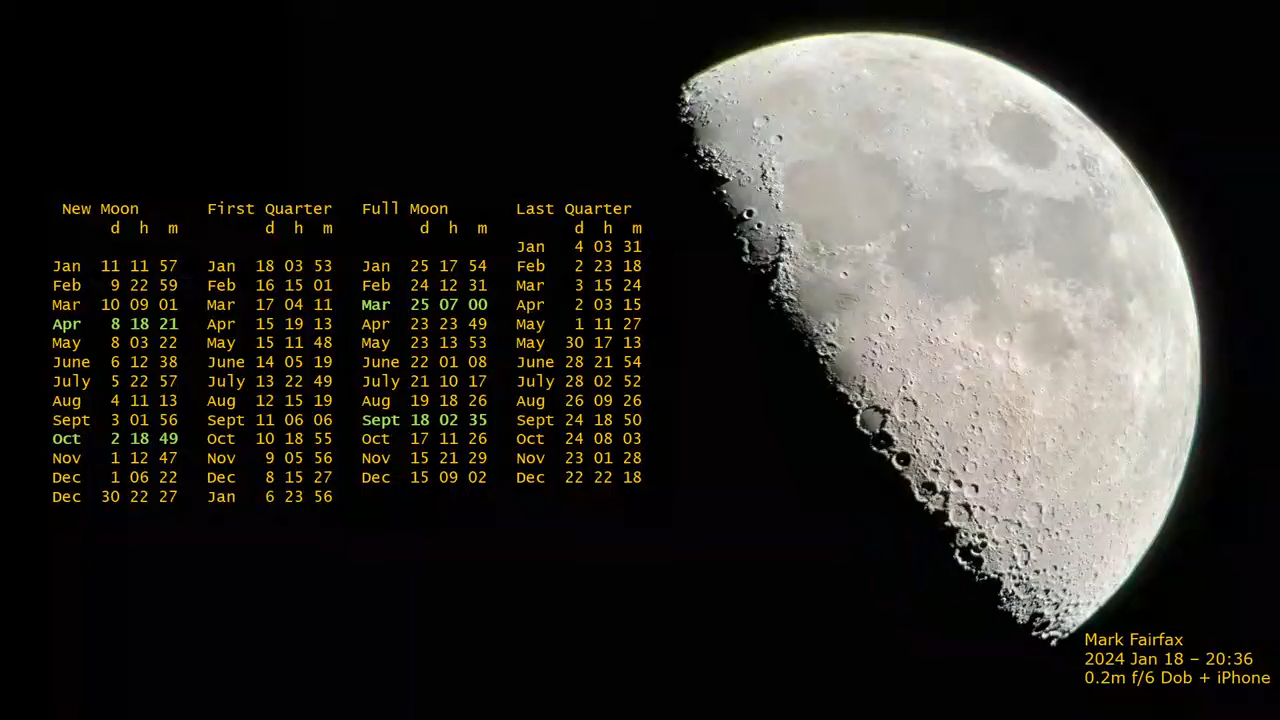 New Moon       First Quarter   Full Moon       Last Quarter
      d  h  m         d  h  m         d  h  m         d  h  m
                                                Jan   4 03 31
Jan  11 11 57   Jan  18 03 53   Jan  25 17 54   Feb   2 23 18
Feb   9 22 59   Feb  16 15 01   Feb  24 12 31   Mar   3 15 24
Mar  10 09 01   Mar  17 04 11   Mar  25 07 00   Apr   2 03 15
Apr   8 18 21   Apr  15 19 13   Apr  23 23 49   May   1 11 27
May   8 03 22   May  15 11 48   May  23 13 53   May  30 17 13
June  6 12 38   June 14 05 19   June 22 01 08   June 28 21 54
July  5 22 57   July 13 22 49   July 21 10 17   July 28 02 52
Aug   4 11 13   Aug  12 15 19   Aug  19 18 26   Aug  26 09 26
Sept  3 01 56   Sept 11 06 06   Sept 18 02 35   Sept 24 18 50
Oct   2 18 49   Oct  10 18 55   Oct  17 11 26   Oct  24 08 03
Nov   1 12 47   Nov   9 05 56   Nov  15 21 29   Nov  23 01 28
Dec   1 06 22   Dec   8 15 27   Dec  15 09 02   Dec  22 22 18
Dec  30 22 27   Jan   6 23 56
Mark Fairfax
2024 Jan 18 – 20:36
0.2m f/6 Dob + iPhone